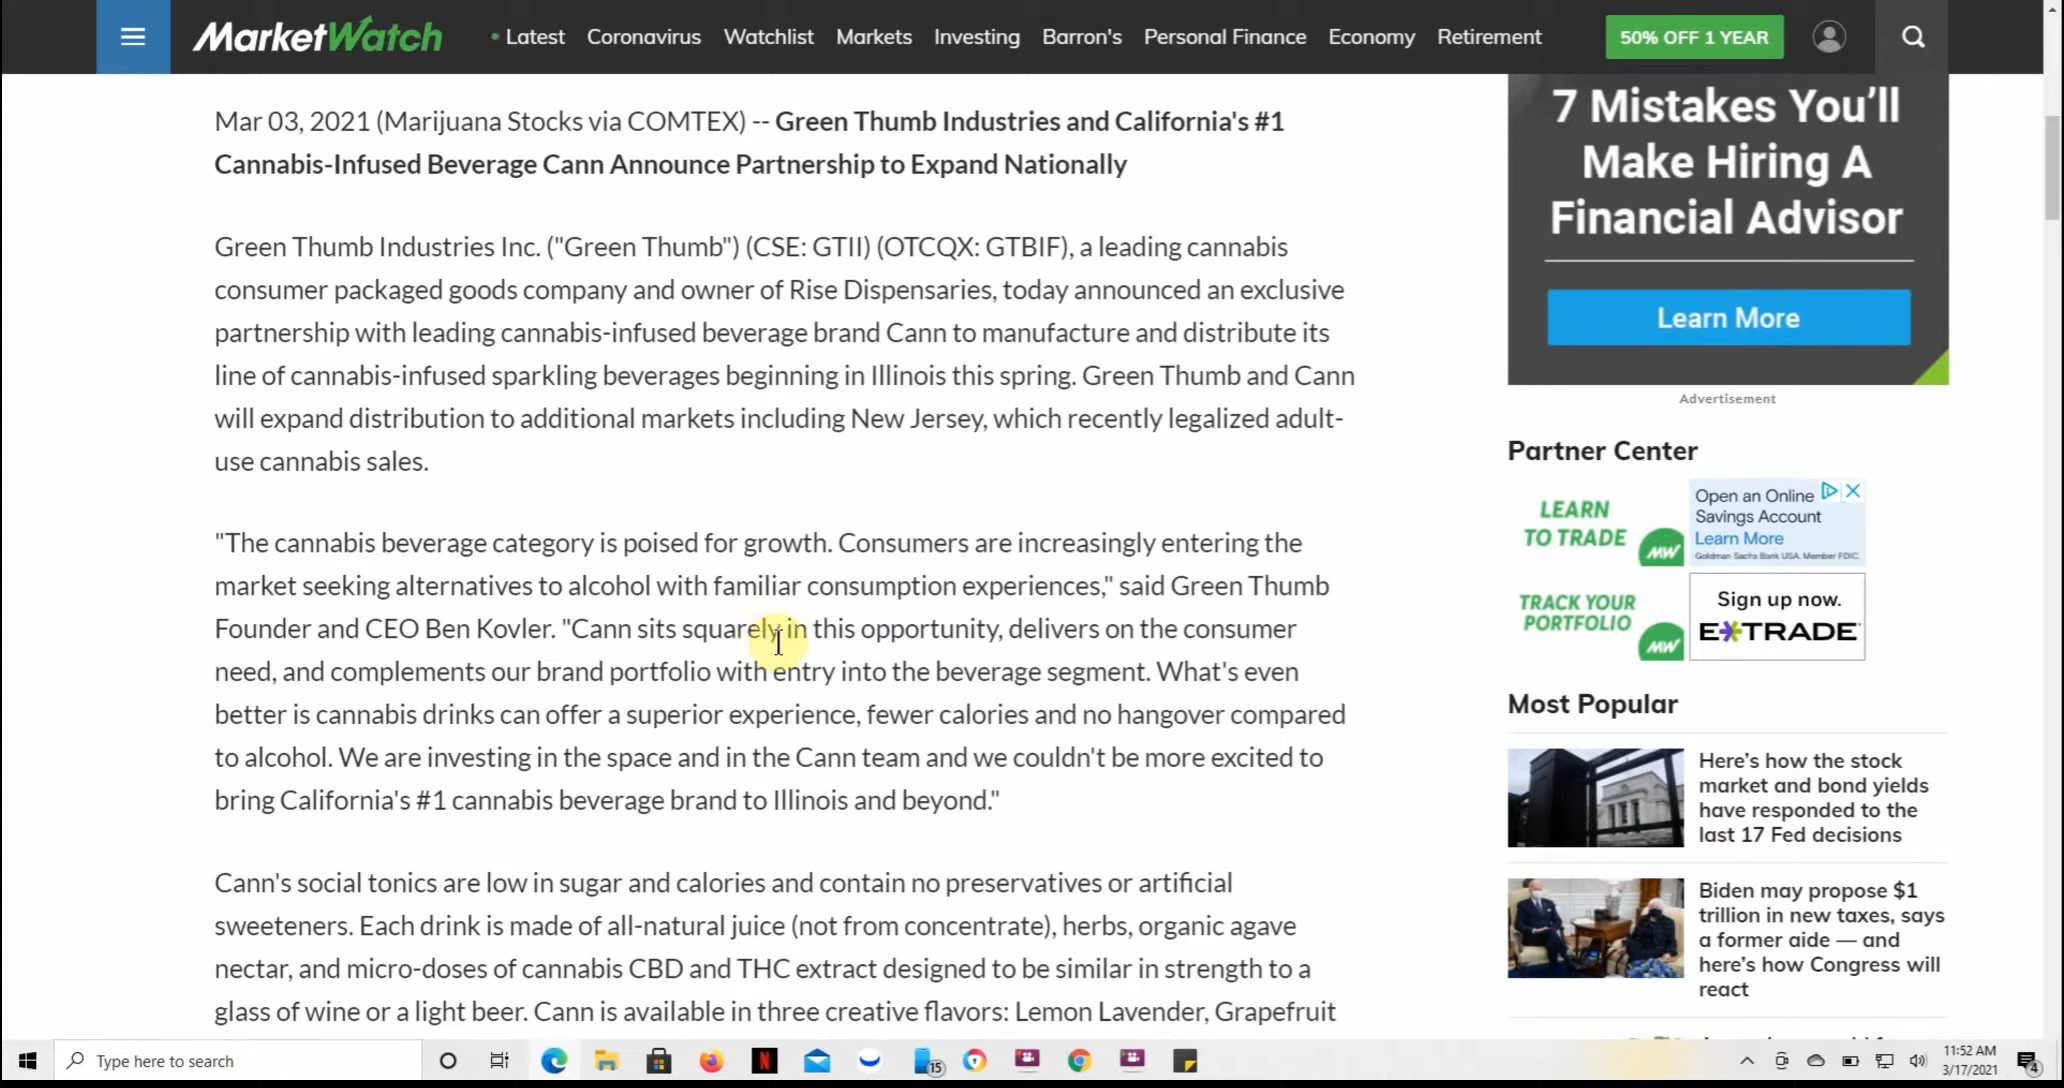 MarketWatch
Latest Coronavirus Watchlist Markets Investing Barron's Personal Finance Economy Retirement
50% OFF 1 YEAR
Mar 03, 2021 (Marijuana Stocks via COMTEX) -- Green Thumb Industries and California's #1
Cannabis-Infused Beverage Cann Announce Partnership to Expand Nationally
Green Thumb Industries Inc. ("Green Thumb") (CSE: GTII) (OTCQX: GTBIF), a leading cannabis
consumer packaged goods company and owner of Rise Dispensaries, today announced an exclusive
partnership with leading cannabis-infused beverage brand Cann to manufacture and distribute its
line of cannabis-infused sparkling beverages beginning in Illinois this spring. Green Thumb and Cann
will expand distribution to additional markets including New Jersey, which recently legalized adult-
use cannabis sales.
"The cannabis beverage category is poised for growth. Consumers are increasingly entering the
market seeking alternatives to alcohol with familiar consumption experiences," said Green Thumb
Founder and CEO Ben Kovler. "Cann sits squarely in this opportunity, delivers on the consumer
need, and complements our brand portfolio with entry into the beverage segment. What's even
better is cannabis drinks can offer a superior experience, fewer calories and no hangover compared
to alcohol. We are investing in the space and in the Cann team and we couldn't be more excited to
bring California's #1 cannabis beverage brand to Illinois and beyond."
Cann's social tonics are low in sugar and calories and contain no preservatives or artificial
sweeteners. Each drink is made of all-natural juice (not from concentrate), herbs, organic agave
nectar, and micro-doses of cannabis CBD and THC extract designed to be similar in strength to a
glass of wine or a light beer. Cann is available in three creative flavors: Lemon Lavender, Grapefruit
7 Mistakes You'll
Make Hiring A
Financial Advisor
Learn More
Advertisement
Partner Center
LEARN
TO TRADE
MW
Open an Online
Savings Account
Learn More
Goldman Sachs Bank USA. Member FDIC.
TRACK YOUR
PORTFOLIO
MW
Sign up now.
E*TRADE
Most Popular
Here's how the stock
market and bond yields
have responded to the
last 17 Fed decisions
Biden may propose $1
trillion in new taxes, says
a former aide — and
here's how Congress will
react
Type here to search
15
11:52 AM
3/17/2021
4